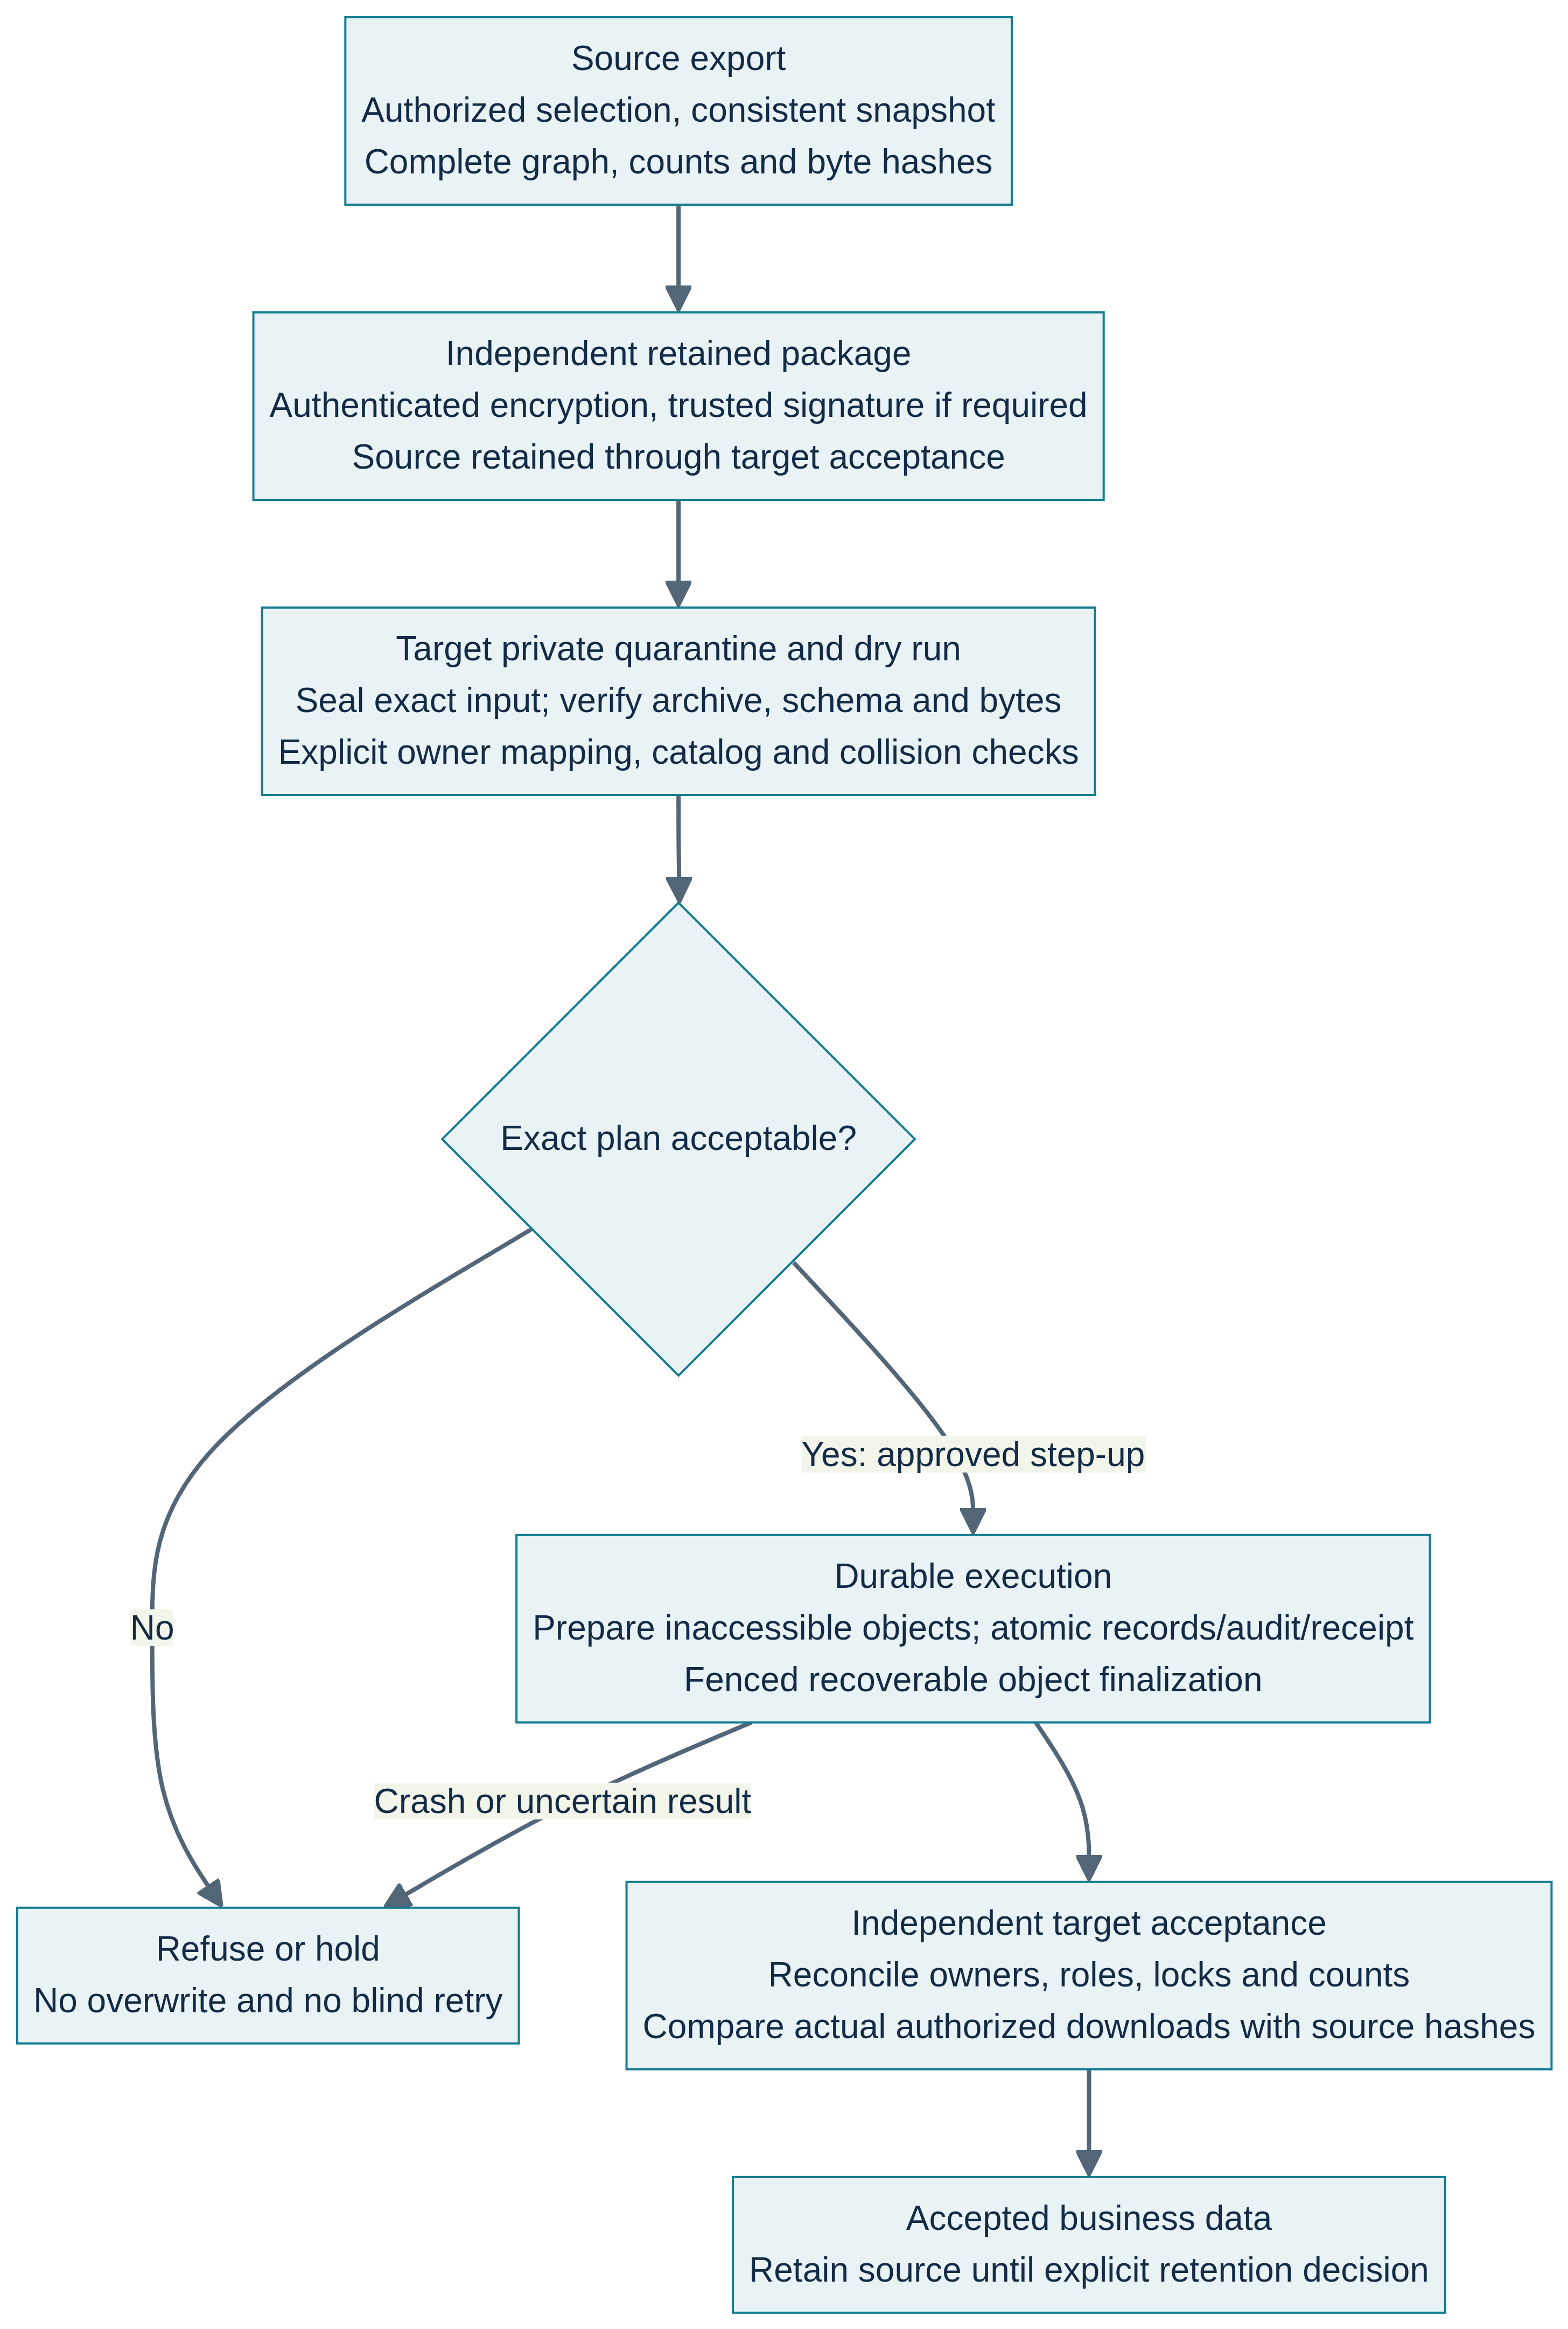 Source export
Authorized selection, consistent snapshot
Complete graph, counts and byte hashes
Independent retained package
Authenticated encryption, trusted signature if required
Source retained through target acceptance
Target private quarantine and dry run
Seal exact input; verify archive, schema and bytes
Explicit owner mapping, catalog and collision checks
Exact plan acceptable?
Yes: approved step-up
Durable execution
Prepare inaccessible objects; atomic records/audit/receipt
Fenced recoverable object finalization
No
Crash or uncertain result
Refuse or hold
No overwrite and no blind retry
Independent target acceptance
Reconcile owners, roles, locks and counts
Compare actual authorized downloads with source hashes
Accepted business data
Retain source until explicit retention decision